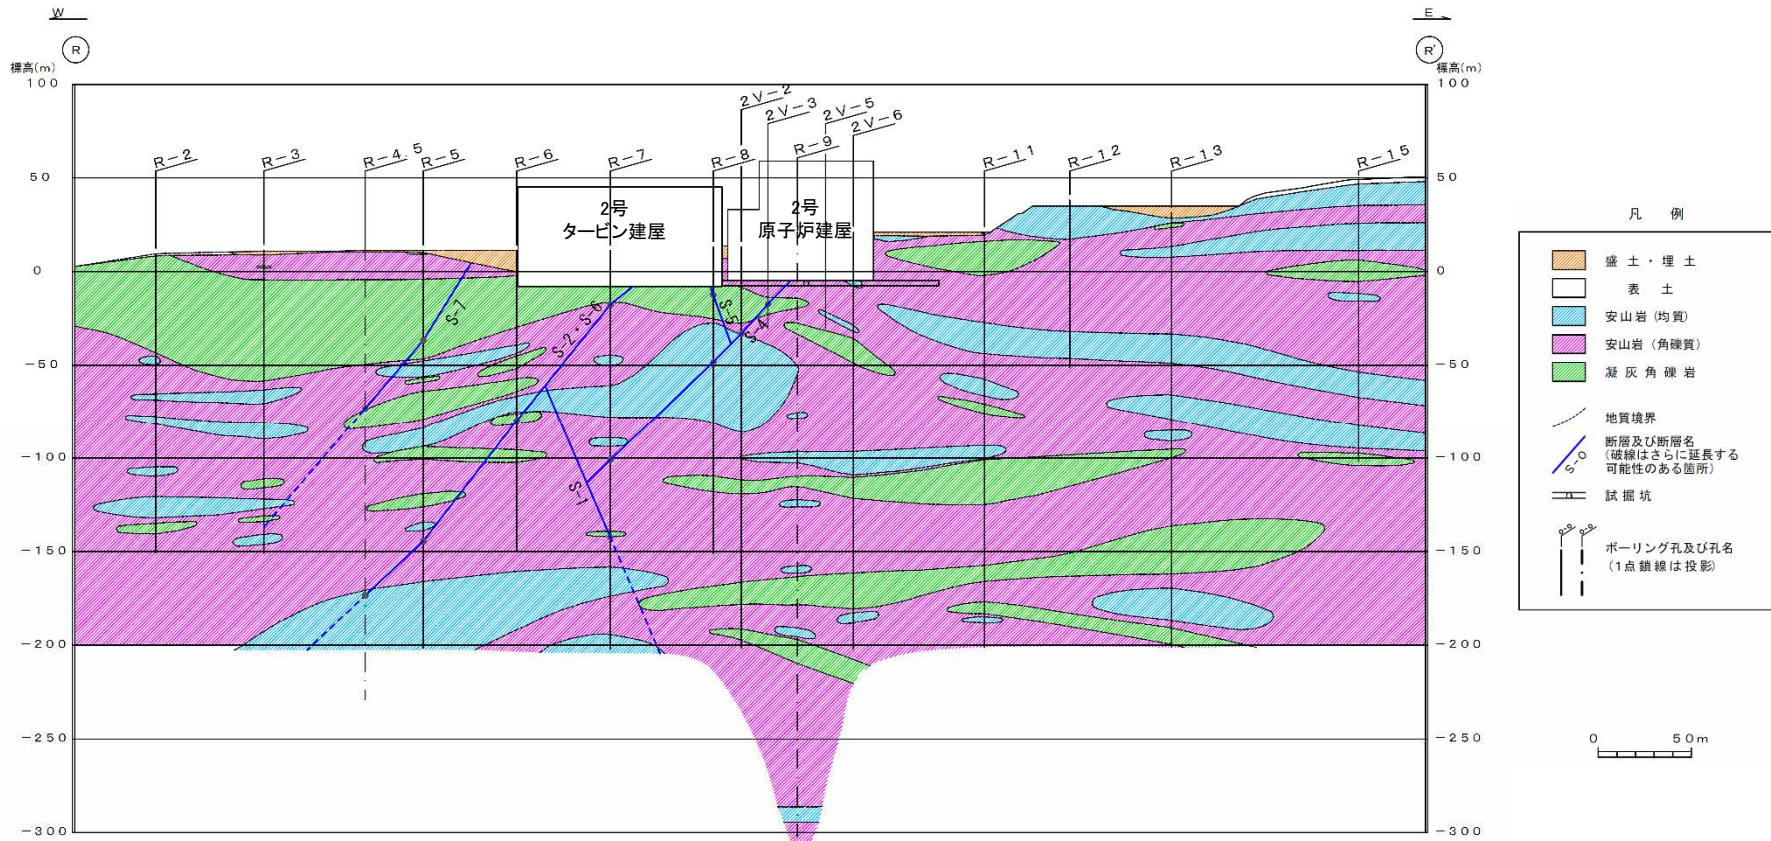 W
E
R
R'
標高(m)
標高(m)
100
50
0
-50
-100
-150
-200
-250
-300
100
50
0
-50
-100
-150
-200
-250
-300
R-2
R-3
R-4.5
R-5
R-6
R-7
R-8
2V-2
2V-3
R-9
2V-5
2V-6
R-11
R-12
R-13
R-15
2号
タービン建屋
2号
原子炉建屋
S-7
S-2・S-6
S-5
S-4
S-1
凡 例
盛土・埋土
表土
安山岩(均質)
安山岩(角礫質)
凝灰角礫岩
地質境界
断層及び断層名
(破線はさらに延長する
可能性のある箇所)
S-0
試掘坑
0-0
0-0
ボーリング孔及び孔名
(1点鎖線は投影)
0 50m